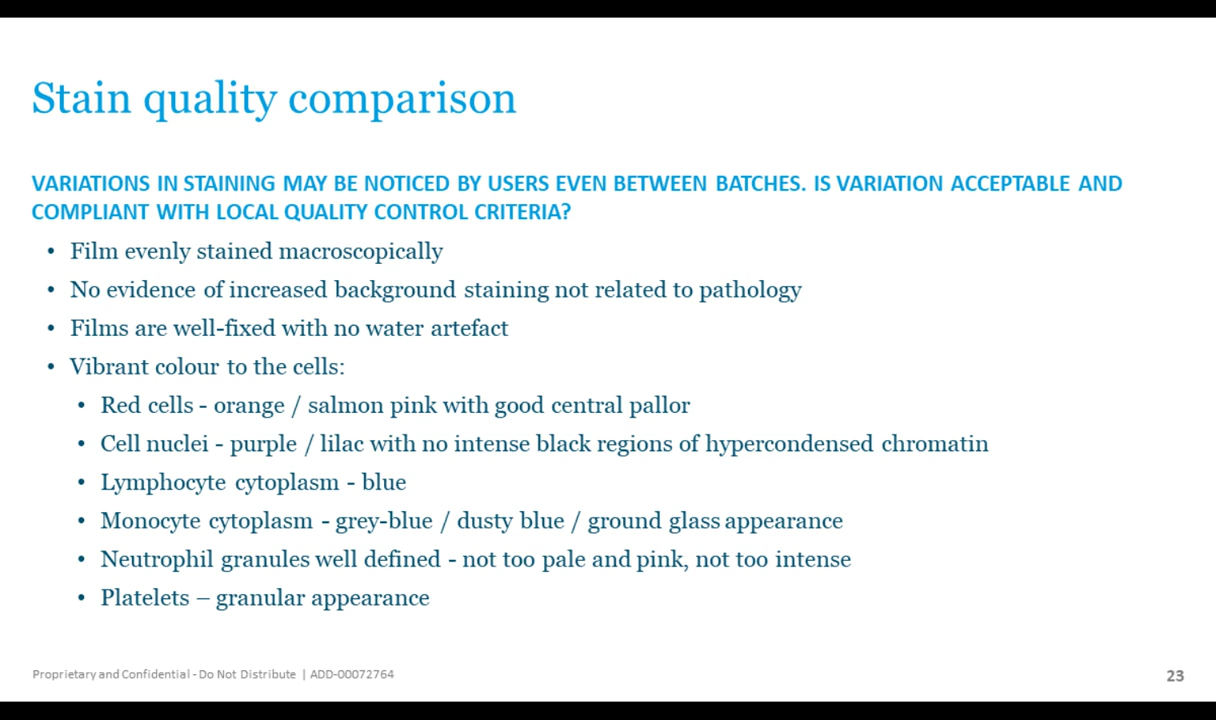 Stain quality comparison
VARIATIONS IN STAINING MAY BE NOTICED BY USERS EVEN BETWEEN BATCHES. IS VARIATION ACCEPTABLE AND
COMPLIANT WITH LOCAL QUALITY CONTROL CRITERIA?
• Film evenly stained macroscopically
• No evidence of increased background staining not related to pathology
• Films are well-fixed with no water artefact
• Vibrant colour to the cells:
• Red cells - orange / salmon pink with good central pallor
• Cell nuclei - purple / lilac with no intense black regions of hypercondensed chromatin
• Lymphocyte cytoplasm - blue
• Monocyte cytoplasm - grey-blue / dusty blue / ground glass appearance
• Neutrophil granules well defined - not too pale and pink, not too intense
• Platelets – granular appearance
Proprietary and Confidential - Do Not Distribute | ADD-00072764
23